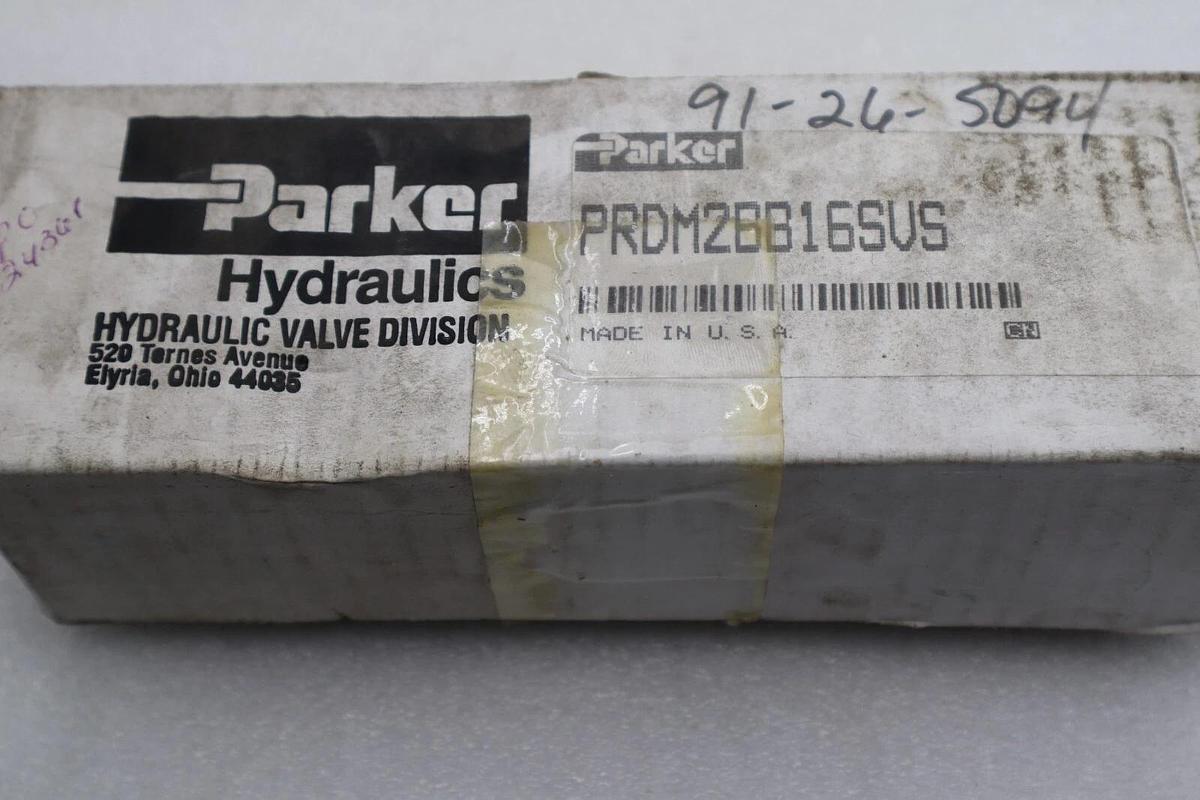 91-26-5094
Parker
Hydraulics
HYDRAULIC VALVE DIVISION
520 Ternes Avenue
Elyria, Ohio 44035
Parker
PRDM2BB16SVS
MADE IN U.S.A.